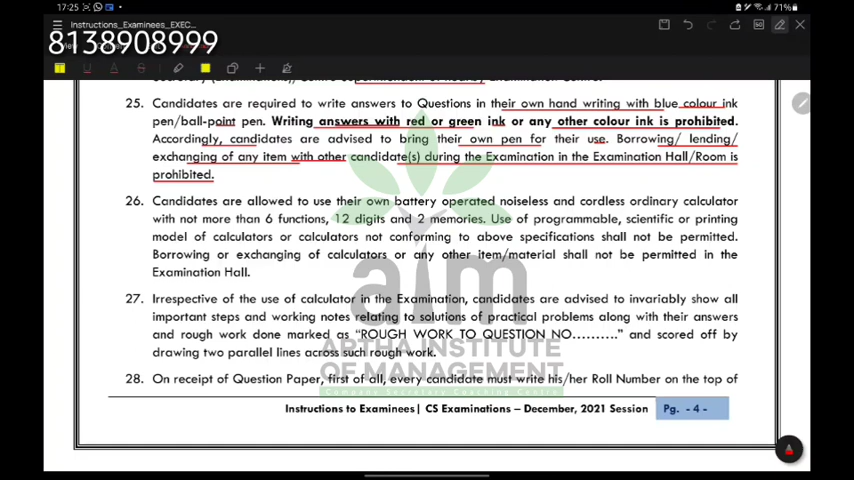 17:25
71%
Instructions_Examinees_EXEC...
8138908999
25. Candidates are required to write answers to Questions in their own hand writing with blue colour ink
pen/ball-point pen. Writing answers with red or green ink or any other colour ink is prohibited.
Accordingly, candidates are advised to bring their own pen for their use. Borrowing/ lending/
exchanging of any item with other candidate(s) during the Examination in the Examination Hall/Room is
prohibited.
26. Candidates are allowed to use their own battery operated noiseless and cordless ordinary calculator
with not more than 6 functions, 12 digits and 2 memories. Use of programmable, scientific or printing
model of calculators or calculators not conforming to above specifications shall not be permitted.
Borrowing or exchanging of calculators or any other item/material shall not be permitted in the
Examination Hall.
aim
27. Irrespective of the use of calculator in the Examination, candidates are advised to invariably show all
important steps and working notes relating to solutions of practical problems along with their answers
and rough work done marked as "ROUGH WORK TO QUESTION NO.........." and scored off by
drawing two parallel lines across such rough work.
INSTITUTE
OF MANAGEMENT
28. On receipt of Question Paper, first of all, every candidate must write his/her Roll Number on the top of
Instructions to Examinees| CS Examinations – December, 2021 Session Pg. - 4 -